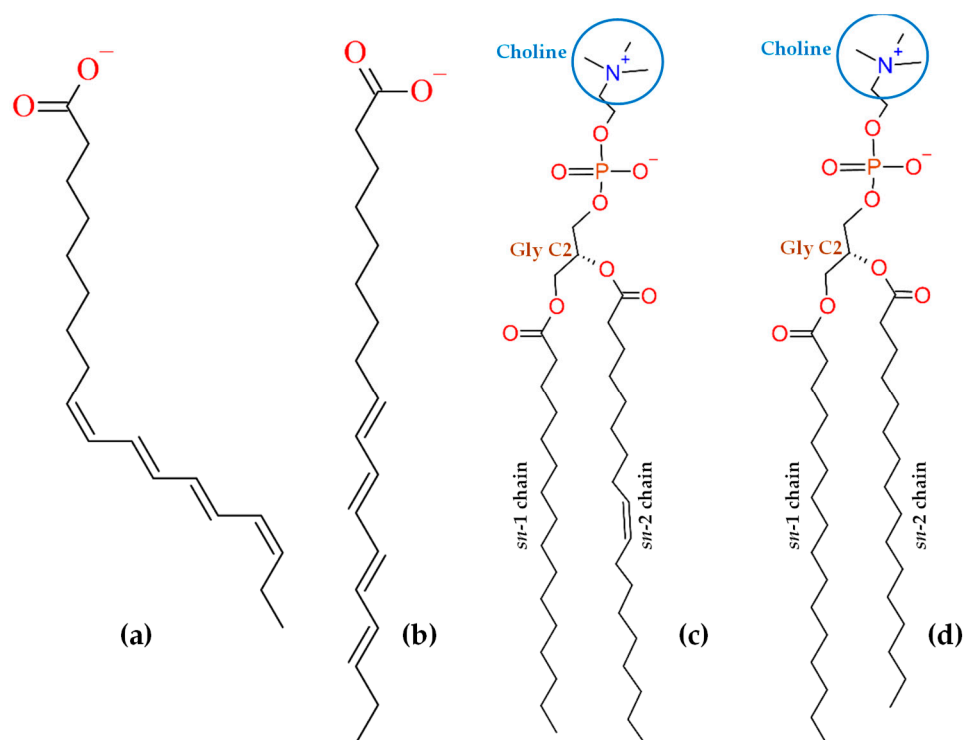 O−
O
(a)
O
O−
(b)
Choline
N+
O
O=P–O−
O
Gly C2
O
O
O
O
sn-1 chain
sn-2 chain
(c)
Choline
N+
O
O=P–O−
O
Gly C2
O
O
O
O
sn-1 chain
sn-2 chain
(d)